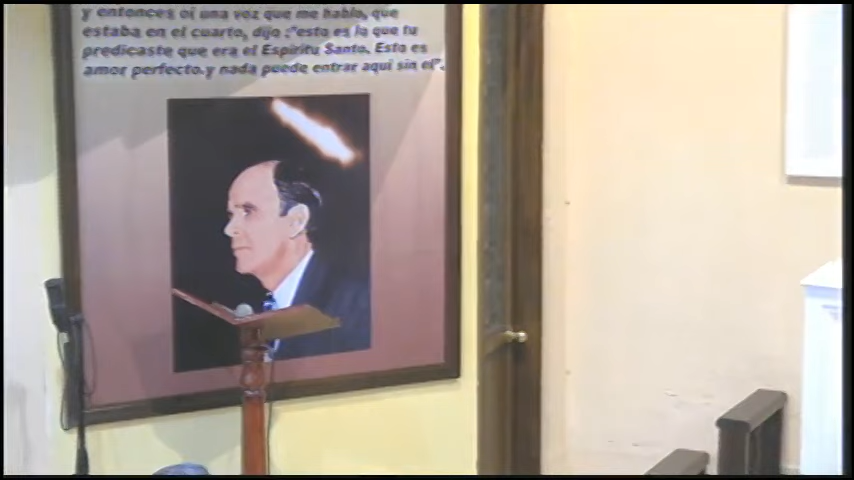 y entonces oí una voz que me hablo, que
estaba en el cuarto, dijo :"esto es lo que tu
predicaste que era el Espíritu Santo. Esto es
amor perfecto.y nada puede entrar aquí sin el".